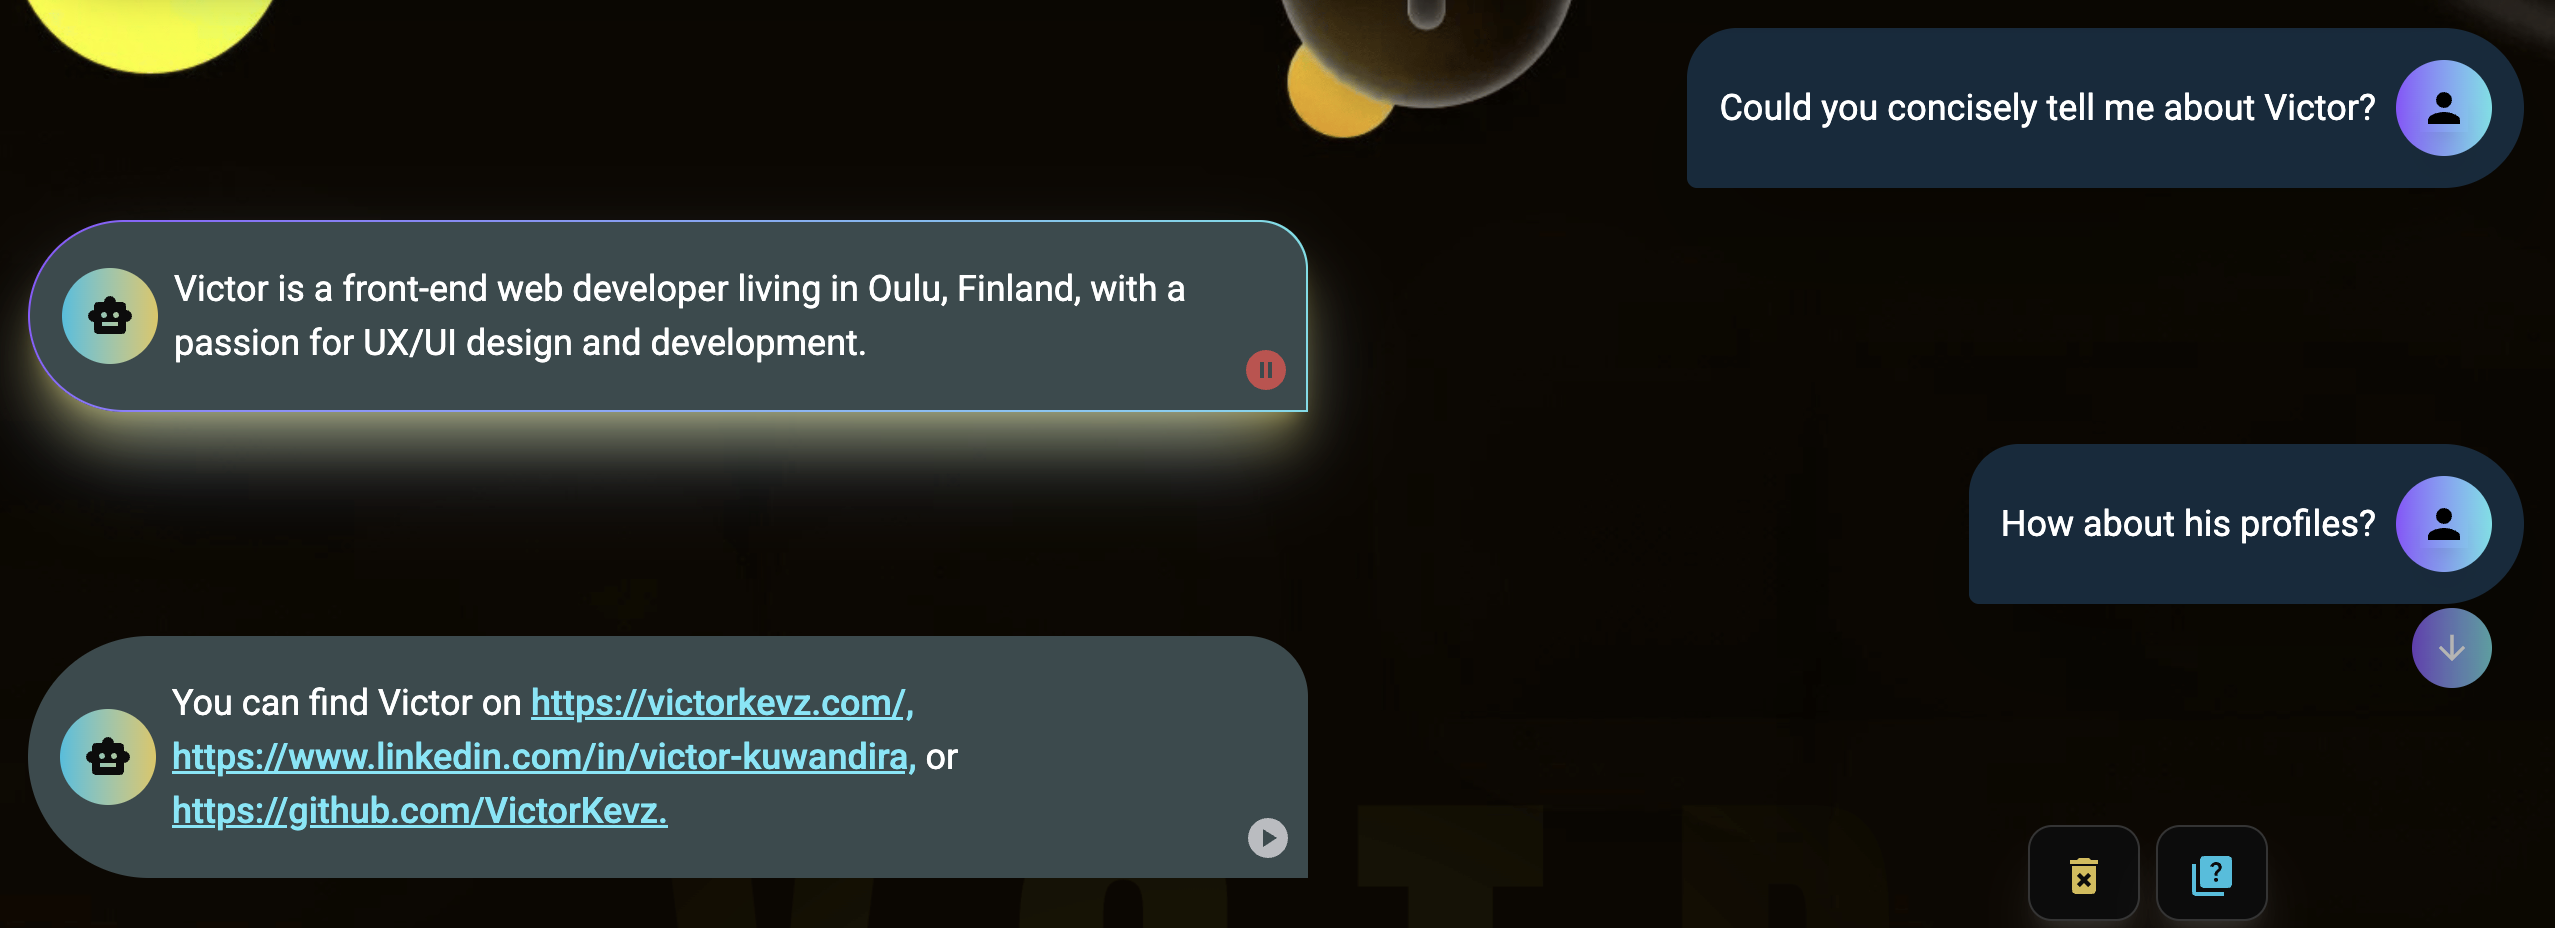 Could you concisely tell me about Victor?
Victor is a front-end web developer living in Oulu, Finland, with a
passion for UX/UI design and development.
How about his profiles?
You can find Victor on https://victorkevz.com/,
https://www.linkedin.com/in/victor-kuwandira, or
https://github.com/VictorKevz.